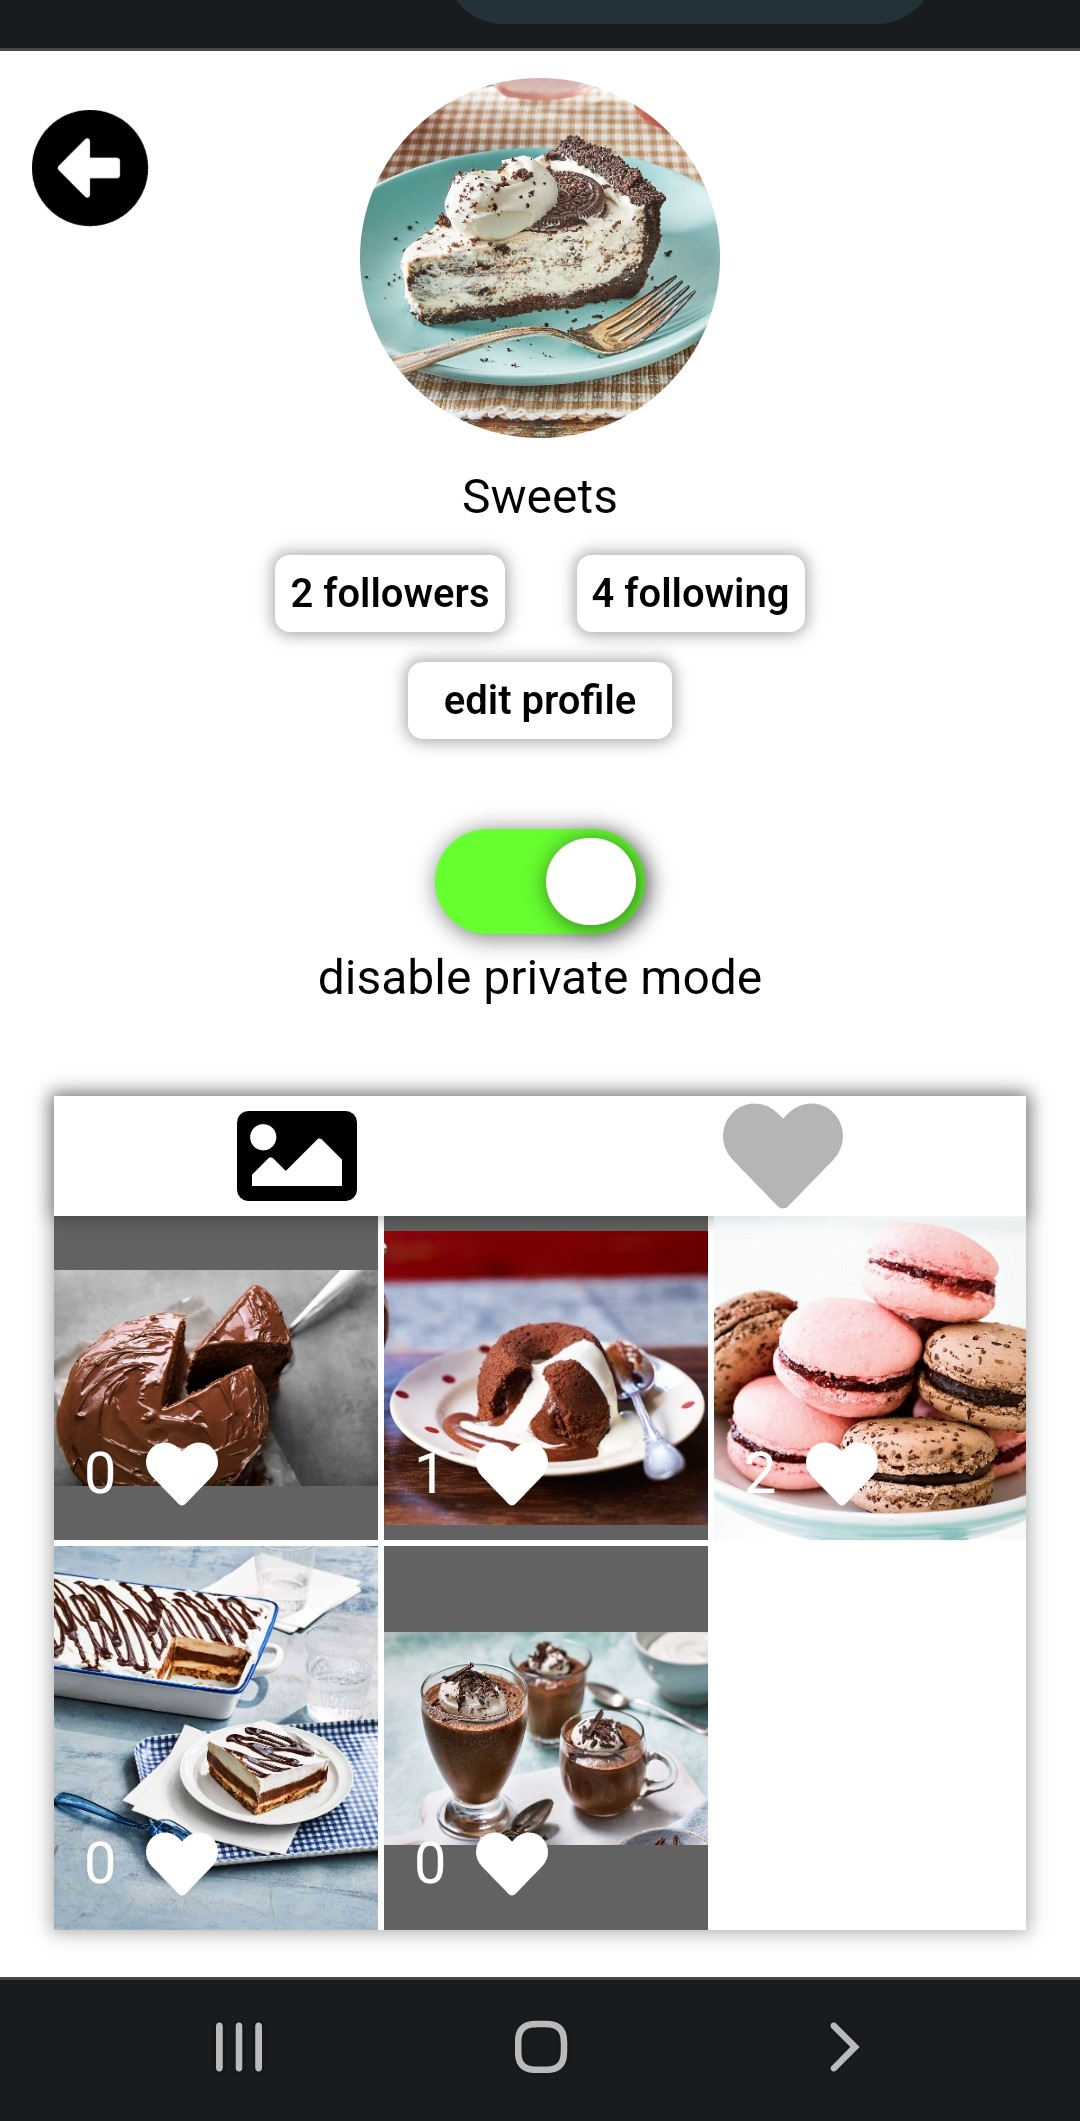 Sweets
2 followers 4 following
edit profile
disable private mode
0 1 2
0 0